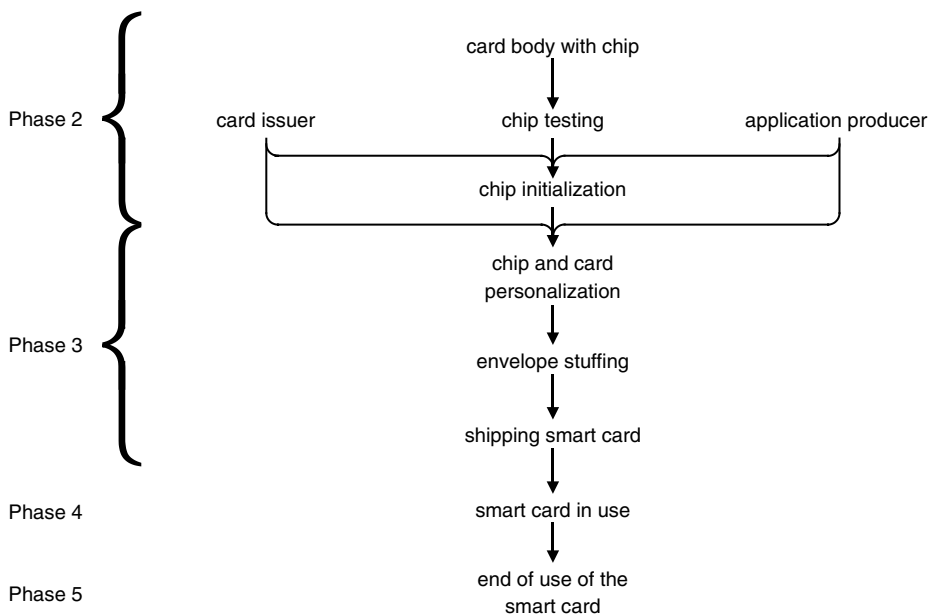 card body with chip
Phase 2
card issuer
chip testing
application producer
chip initialization
chip and card
personalization
Phase 3
envelope stuffing
shipping smart card
Phase 4
smart card in use
Phase 5
end of use of the
smart card